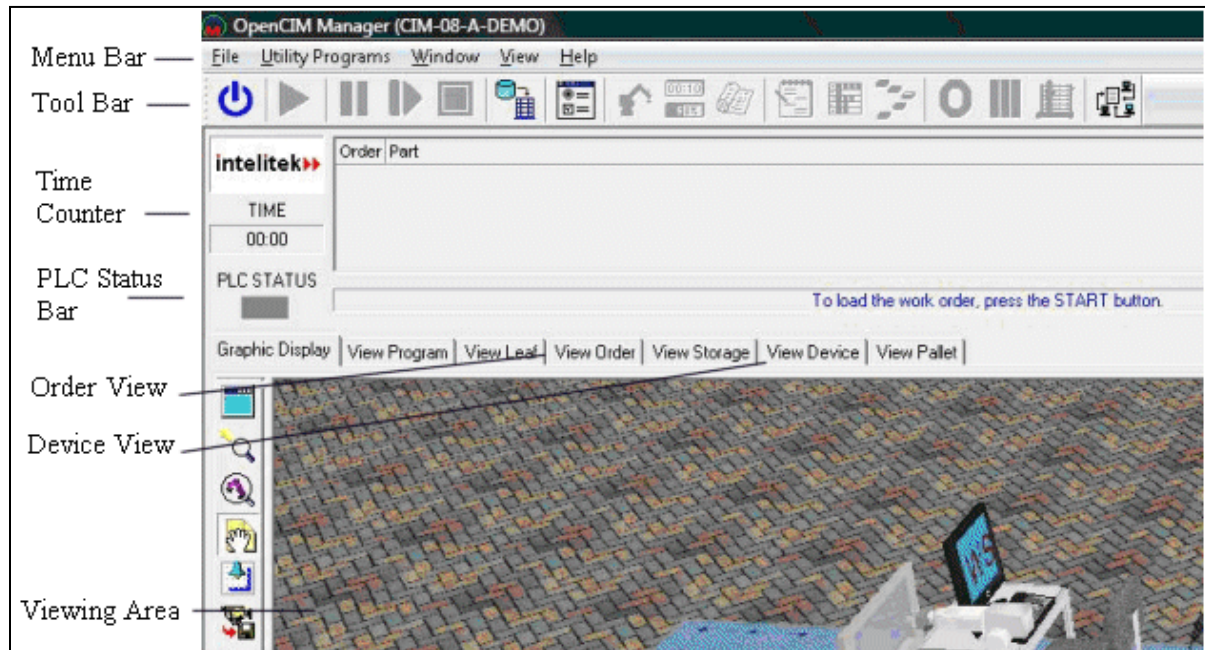 OpenCIM Manager (CIM-08-A-DEMO)
Menu Bar
File Utility Programs Window View Help
Tool Bar
00:10
intelitek
Order Part
Time
Counter
TIME
00:00
PLC Status
Bar
PLC STATUS
To load the work order, press the START button.
Graphic Display View Program View Leaf View Order View Storage View Device View Pallet
Order View
Device View
Viewing Area
WS